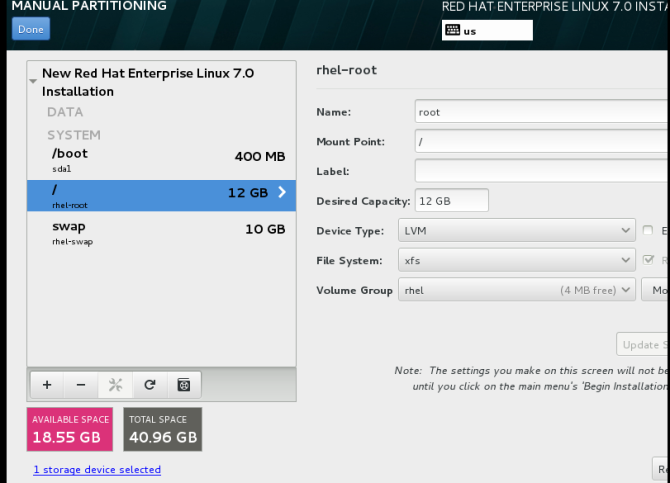 MANUAL PARTITIONING
RED HAT ENTERPRISE LINUX 7.0 INSTA
Done
us
New Red Hat Enterprise Linux 7.0
Installation
DATA
SYSTEM
/boot
400 MB
sda1
/
12 GB
rhel-root
swap
10 GB
rhel-swap
AVAILABLE SPACE
18.55 GB
TOTAL SPACE
40.96 GB
1 storage device selected
rhel-root
Name: root
Mount Point: /
Label:
Desired Capacity: 12 GB
Device Type: LVM E
File System: xfs R
Volume Group rhel (4 MB free) Mo
Update S
Note: The settings you make on this screen will not be
until you click on the main menu's 'Begin Installation
Re